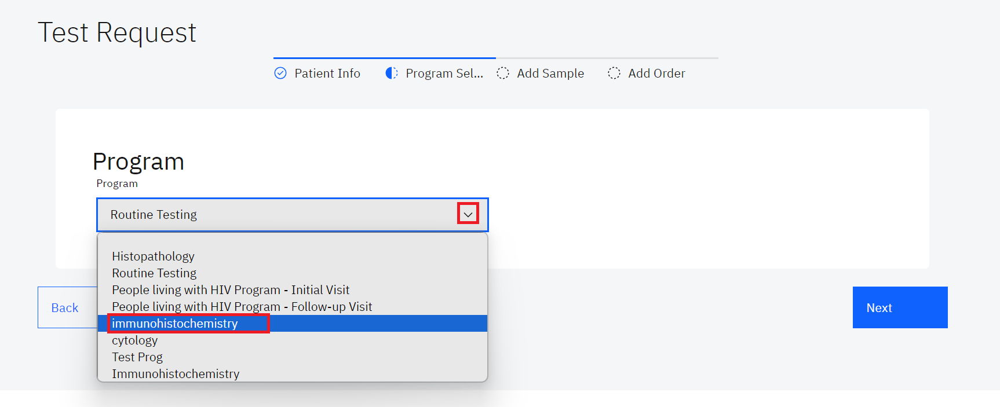 Test Request
Patient Info
Program Sel...
Add Sample
Add Order
Program
Program
Routine Testing
Histopathology
Routine Testing
People living with HIV Program - Initial Visit
People living with HIV Program - Follow-up Visit
immunohistochemistry
cytology
Test Prog
Immunohistochemistry
Back
Next